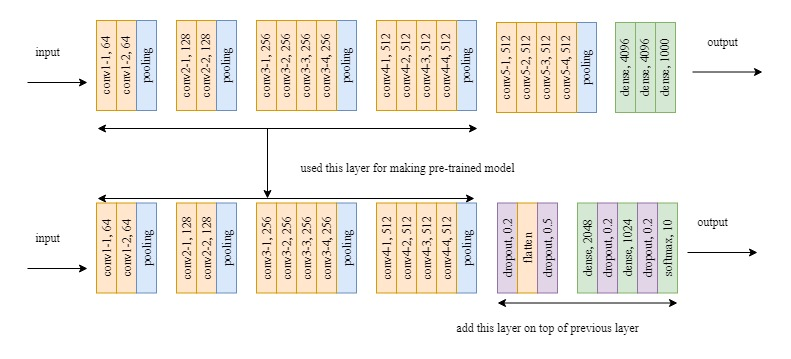 input
conv1-1, 64
conv1-2, 64
pooling
conv2-1, 128
conv2-2, 128
pooling
conv3-1, 256
conv3-2, 256
conv3-3, 256
conv3-4, 256
pooling
conv4-1, 512
conv4-2, 512
conv4-3, 512
conv4-4, 512
pooling
conv5-1, 512
conv5-2, 512
conv5-3, 512
conv5-4, 512
pooling
dense, 4096
dense, 4096
dense, 1000
output
used this layer for making pre-trained model
input
conv1-1, 64
conv1-2, 64
pooling
conv2-1, 128
conv2-2, 128
pooling
conv3-1, 256
conv3-2, 256
conv3-3, 256
conv3-4, 256
pooling
conv4-1, 512
conv4-2, 512
conv4-3, 512
conv4-4, 512
pooling
dropout, 0.2
flatten
dropout, 0.5
dense, 2048
dropout, 0.2
dense, 1024
dropout, 0.2
softmax, 10
output
add this layer on top of previous layer